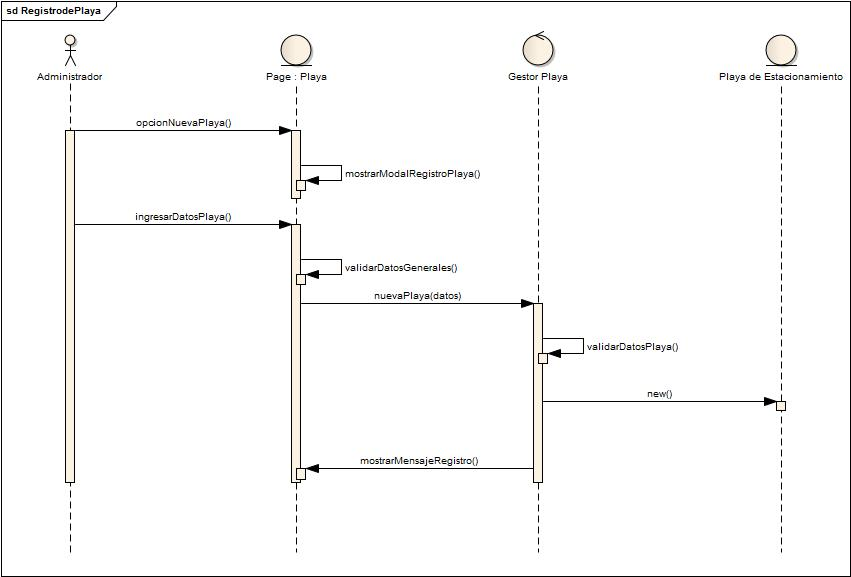 sd RegistrodePlaya
Administrador
Page : Playa
Gestor Playa
Playa de Estacionamiento
opcionNuevaPlaya()
mostrarModalRegistroPlaya()
ingresarDatosPlaya()
validarDatosGenerales()
nuevaPlaya(datos)
validarDatosPlaya()
new()
mostrarMensajeRegistro()